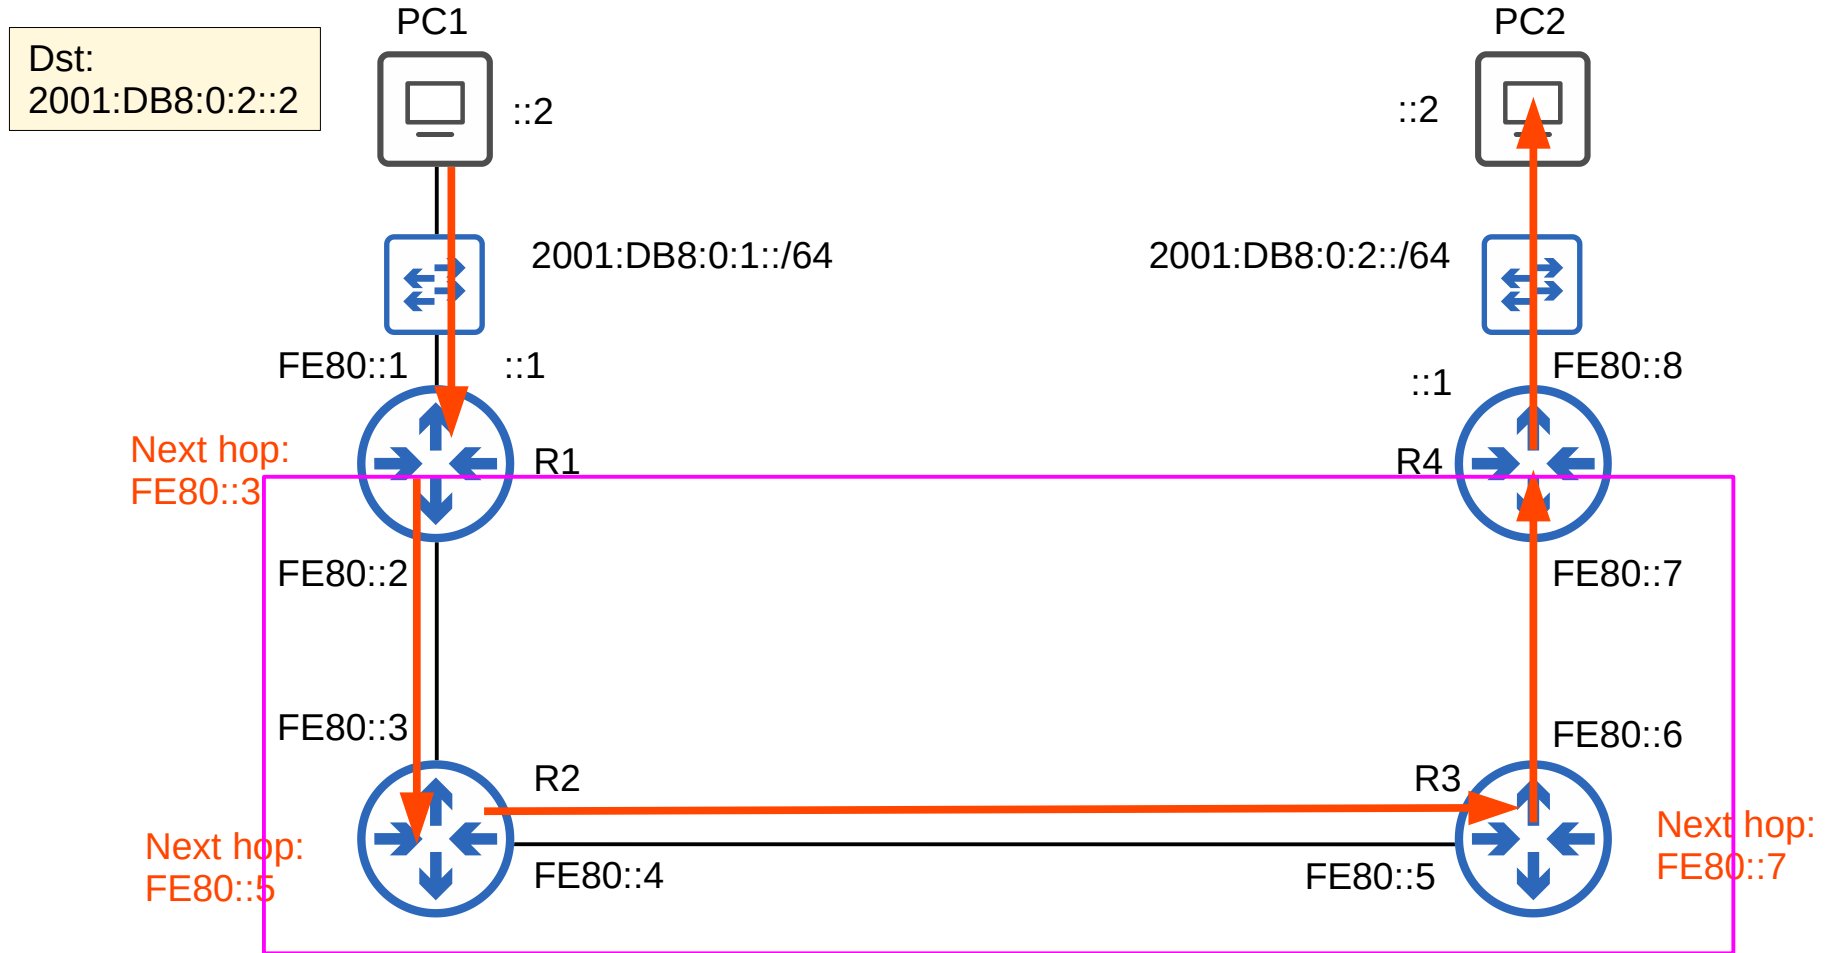 PC1
PC2
Dst:
2001:DB8:0:2::2
::2
::2
2001:DB8:0:1::/64
2001:DB8:0:2::/64
FE80::1
::1
::1
FE80::8
Next hop:
FE80::3
R1
R4
FE80::2
FE80::7
FE80::3
FE80::6
R2
R3
Next hop:
FE80::5
FE80::4
FE80::5
Next hop:
FE80::7